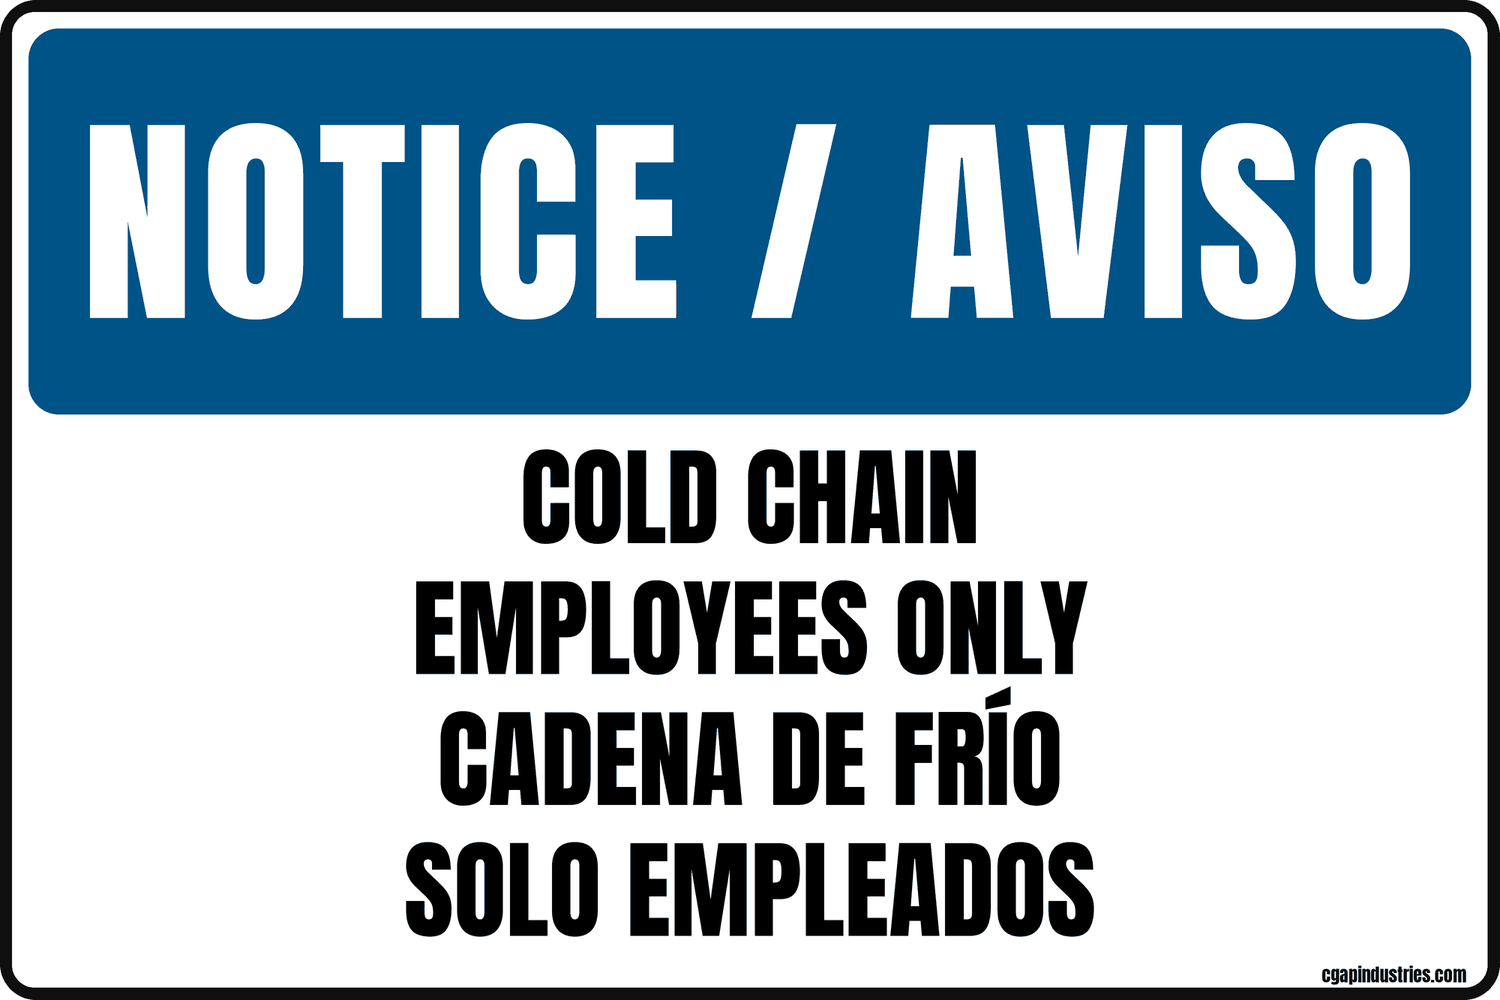 NOTICE / AVISO
COLD CHAIN
EMPLOYEES ONLY
CADENA DE FRÍO
SOLO EMPLEADOS
cgapindustries.com